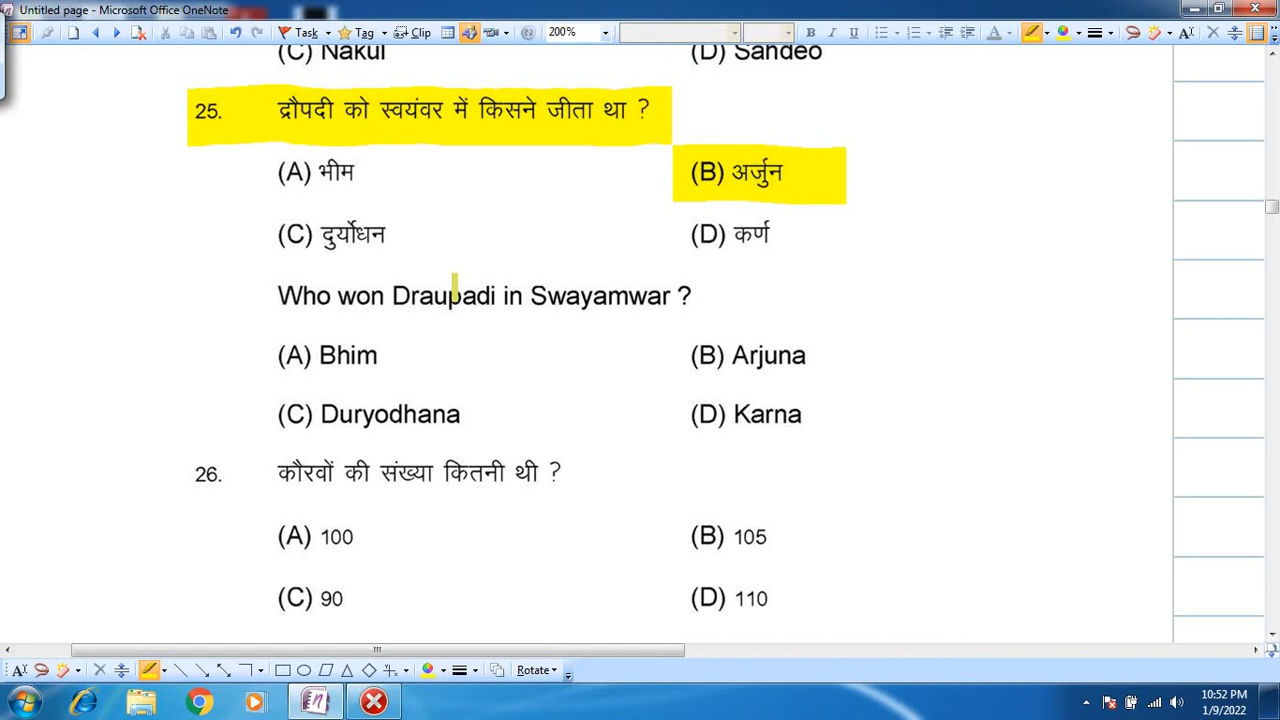 Untitled page - Microsoft Office OneNote
Task Tag Clip 200% B I U
(C) Nakul (D) Sahdeo
25. द्रौपदी को स्वयंवर में किसने जीता था ?
(A) भीम (B) अर्जुन
(C) दुर्योधन (D) कर्ण
Who won Draupadi in Swayamwar ?
(A) Bhim (B) Arjuna
(C) Duryodhana (D) Karna
26. कौरवों की संख्या कितनी थी ?
(A) 100 (B) 105
(C) 90 (D) 110
Rotate
10:52 PM
1/9/2022